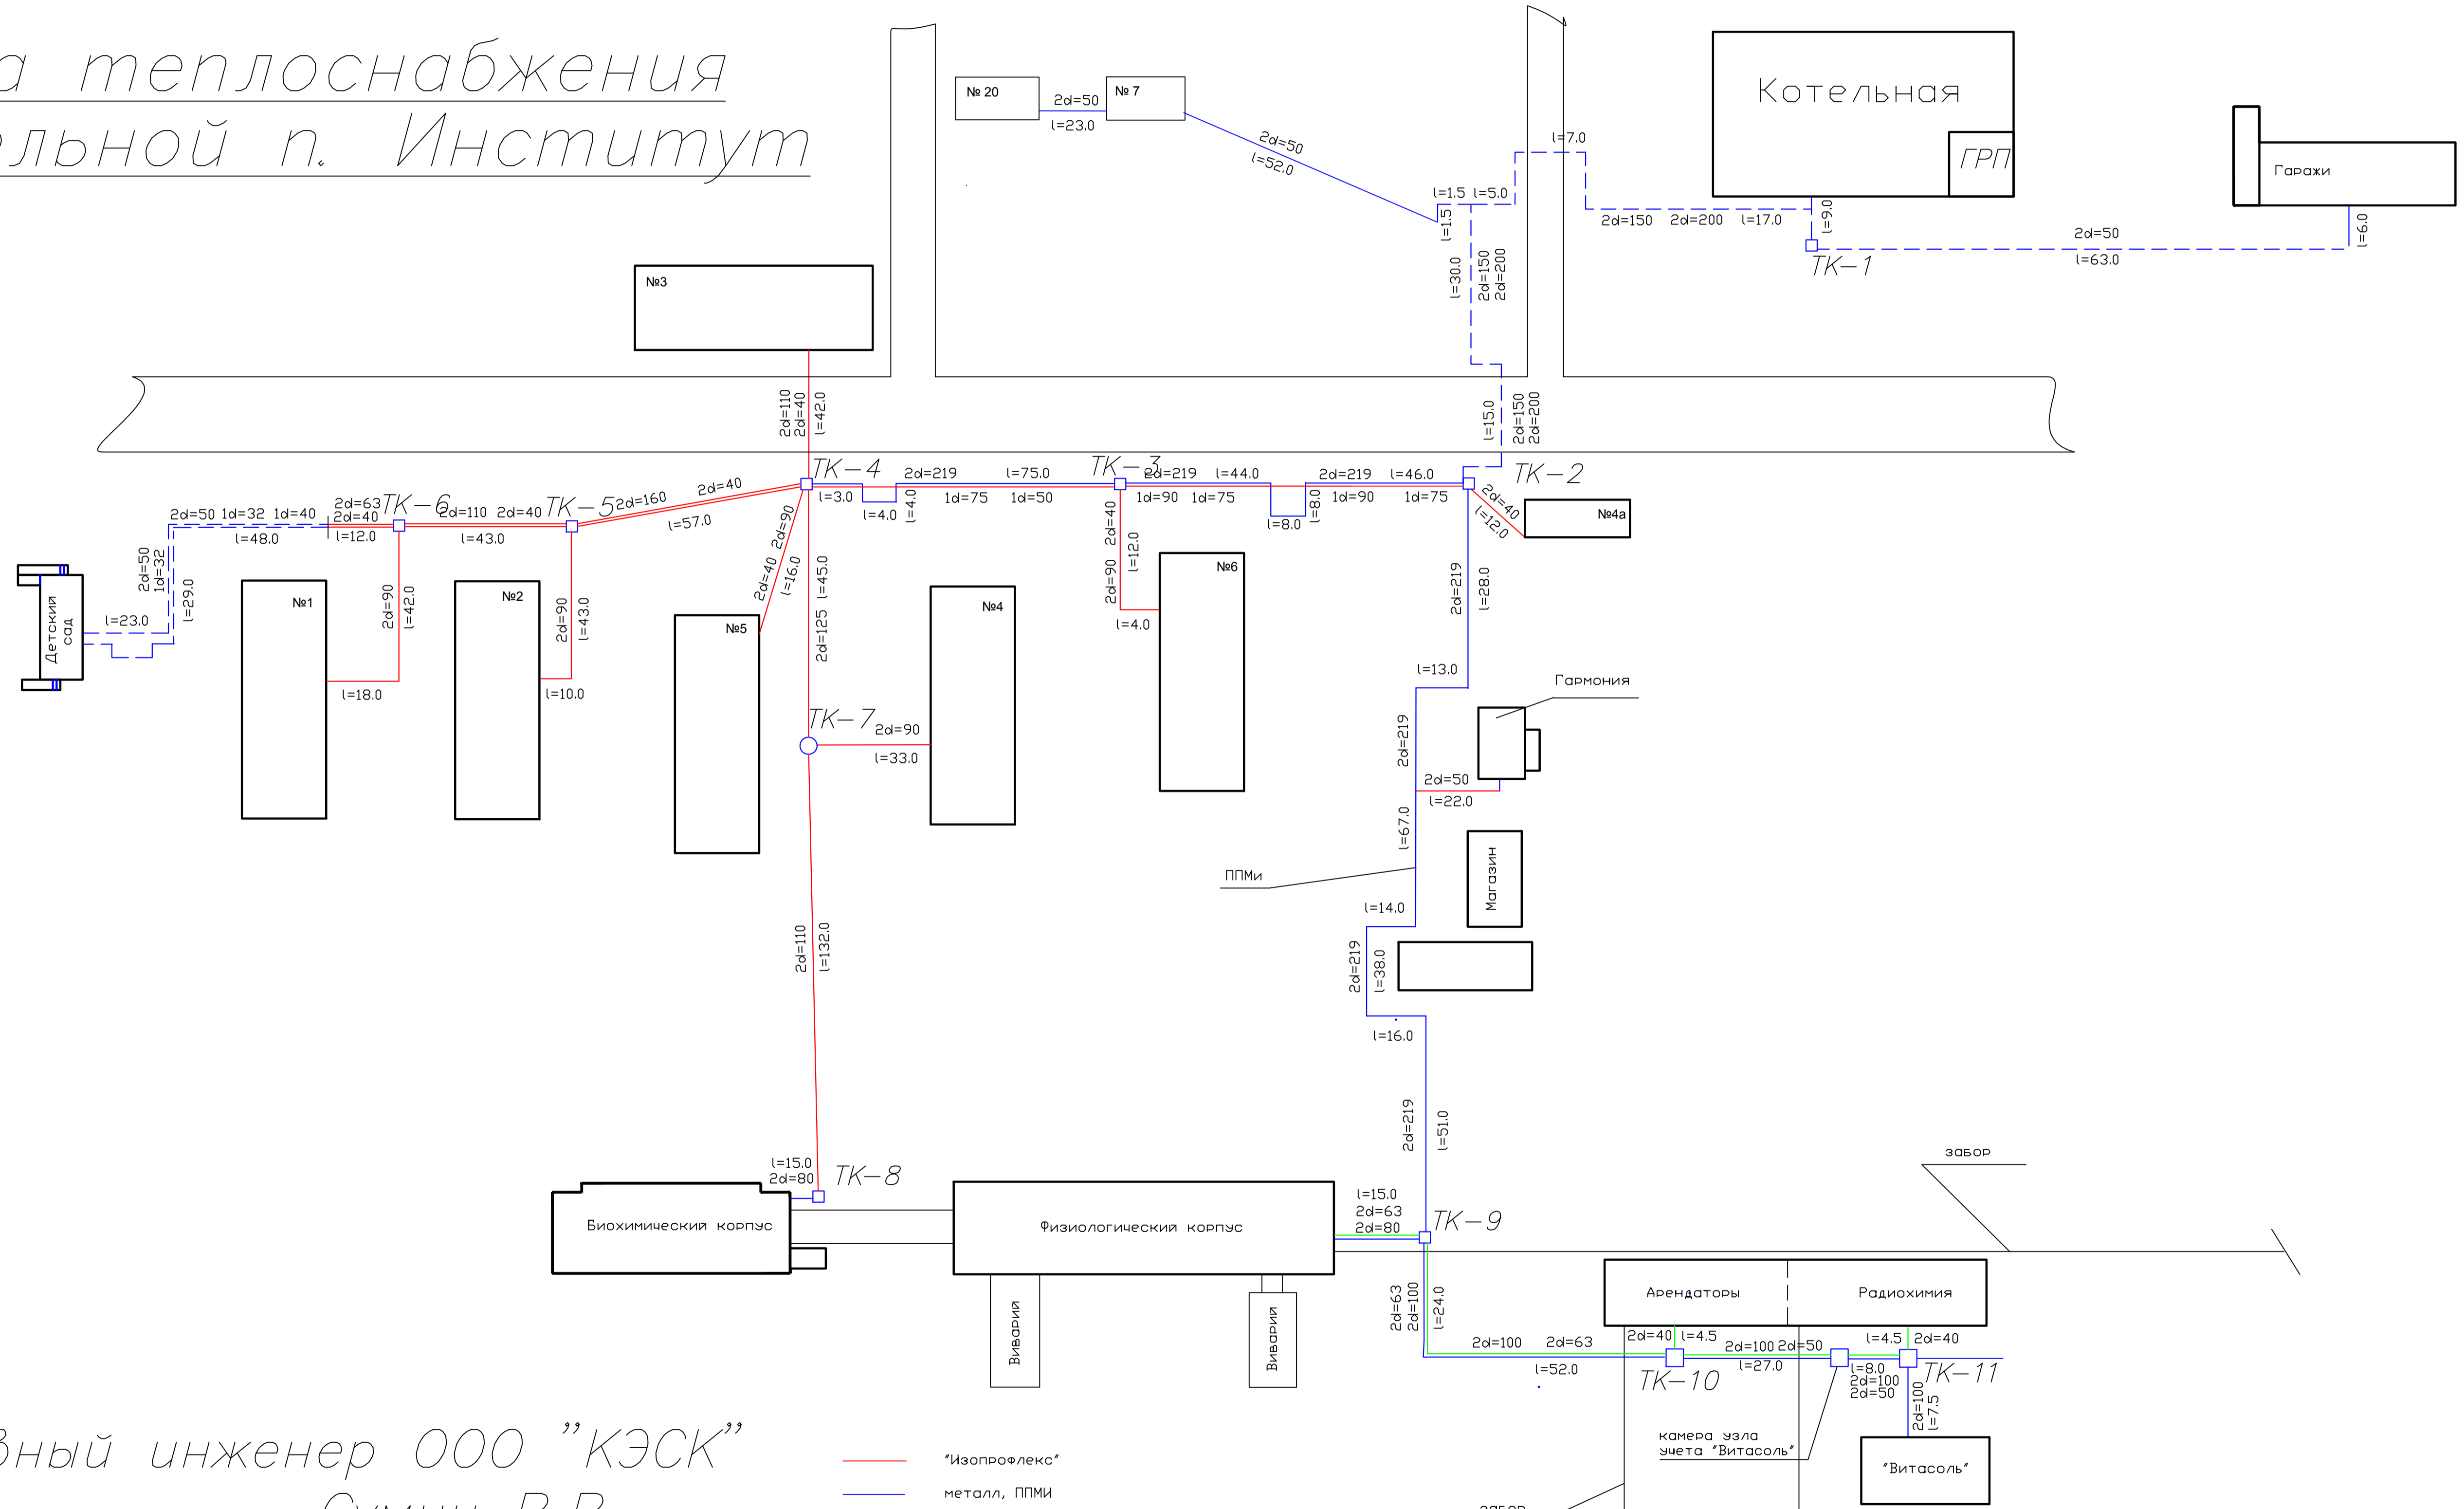 а теплоснабжения
ольной п. Институт
№ 20
2d=50
l=23.0
№ 7
2d=50
l=52.0
l=7.0
Котельная
ГРП
Гаражи
l=1.5 l=5.0
l=1.5
2d=150 2d=200 l=17.0
l=9.0
ТК-1
2d=50
l=63.0
l=6.0
l=30.0
2d=150
2d=200
№3
2d=110
2d=40
l=42.0
l=15.0
2d=150
2d=200
ТК-4
2d=219 l=75.0
ТК-3
2d=219 l=44.0
2d=219 l=46.0
ТК-2
l=3.0
l=4.0
l=4.0
1d=75 1d=50
1d=90 1d=75
l=8.0
l=8.0
1d=90 1d=75
2d=40
l=12.0
№4а
2d=50 1d=32 1d=40
l=48.0
2d=63
2d=40
l=12.0
ТК-6
2d=110 2d=40
l=43.0
ТК-5
2d=160 2d=40
l=57.0
2d=50
1d=32
l=29.0
l=23.0
Детский
сад
№1
2d=90
l=42.0
l=18.0
№2
2d=90
l=43.0
l=10.0
№5
2d=40 2d=90
l=16.0
2d=125 l=45.0
№4
2d=90 2d=40
l=12.0
l=4.0
№6
2d=219
l=28.0
l=13.0
Гармония
ТК-7
2d=90
l=33.0
2d=219
l=67.0
2d=50
l=22.0
ППМи
Магазин
l=14.0
2d=219
l=38.0
l=16.0
2d=110
l=132.0
2d=219
l=51.0
l=15.0
2d=80
ТК-8
Биохимический корпус
Физиологический корпус
Виварий
Виварий
l=15.0
2d=63
2d=80
ТК-9
забор
2d=63
2d=100
l=24.0
Арендаторы
Радиохимия
2d=100 2d=63
l=52.0
2d=40 l=4.5
ТК-10
2d=100 2d=50
l=27.0
l=4.5 2d=40
l=8.0
2d=100
2d=50
ТК-11
2d=100
l=7.5
камера узла
учета "Витасоль"
"Витасоль"
вный инженер ООО "КЭСК"
"Изопрофлекс"
металл, ППМИ